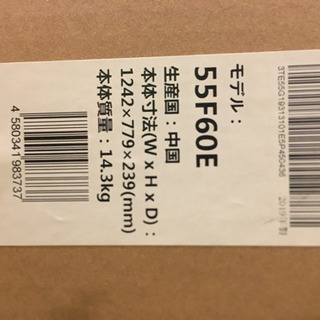 モデル：
55F60E
生産国：中国
本体寸法(W x H x D)：
1242×779×239(mm)
本体質量：14.3kg
4 580341 983737